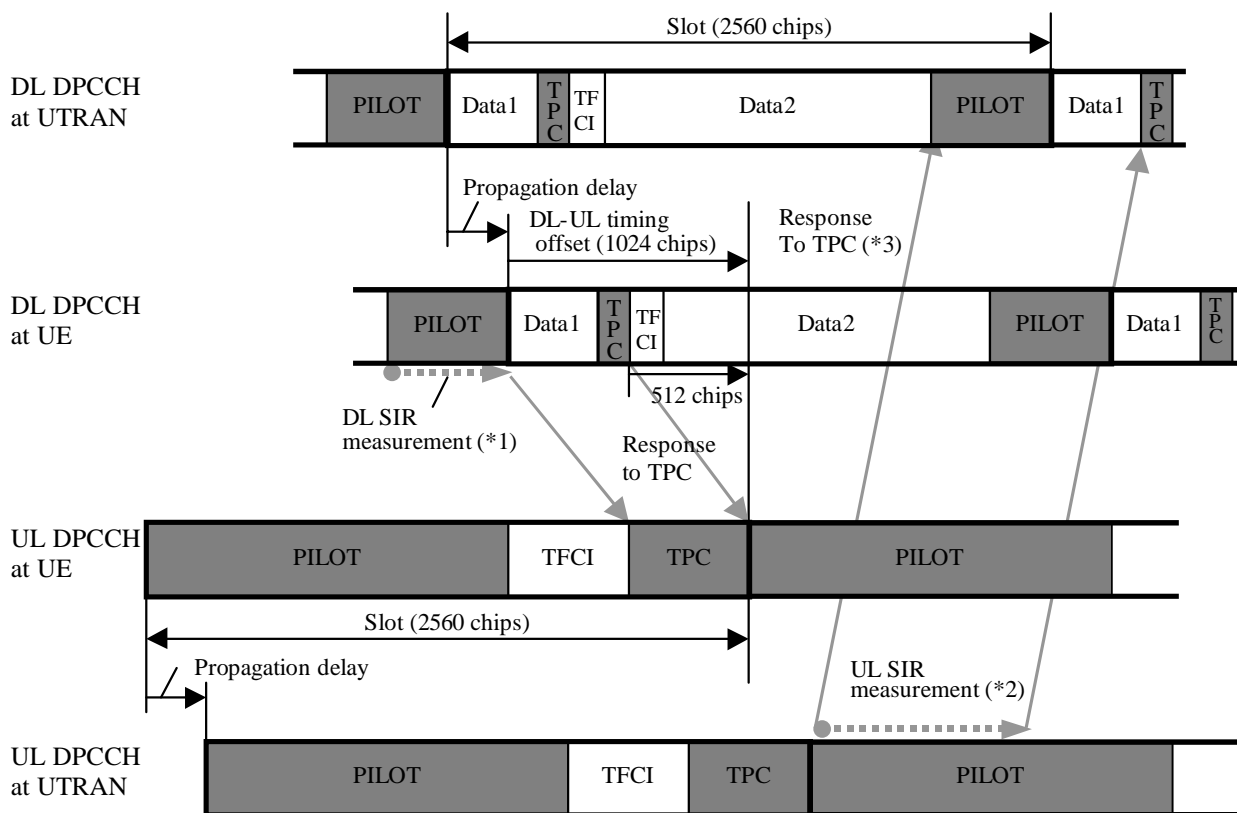 Slot (2560 chips)
DL DPCCH
at UTRAN
PILOT
Data1
T
P
C
TF
CI
Data2
PILOT
Data1
T
P
C
Propagation delay
DL-UL timing
offset (1024 chips)
Response
To TPC (*3)
DL DPCCH
at UE
PILOT
Data1
T
P
C
TF
CI
Data2
PILOT
Data1
T
P
C
512 chips
DL SIR
measurement (*1)
Response
to TPC
UL DPCCH
at UE
PILOT
TFCI
TPC
PILOT
Slot (2560 chips)
Propagation delay
UL SIR
measurement (*2)
UL DPCCH
at UTRAN
PILOT
TFCI
TPC
PILOT